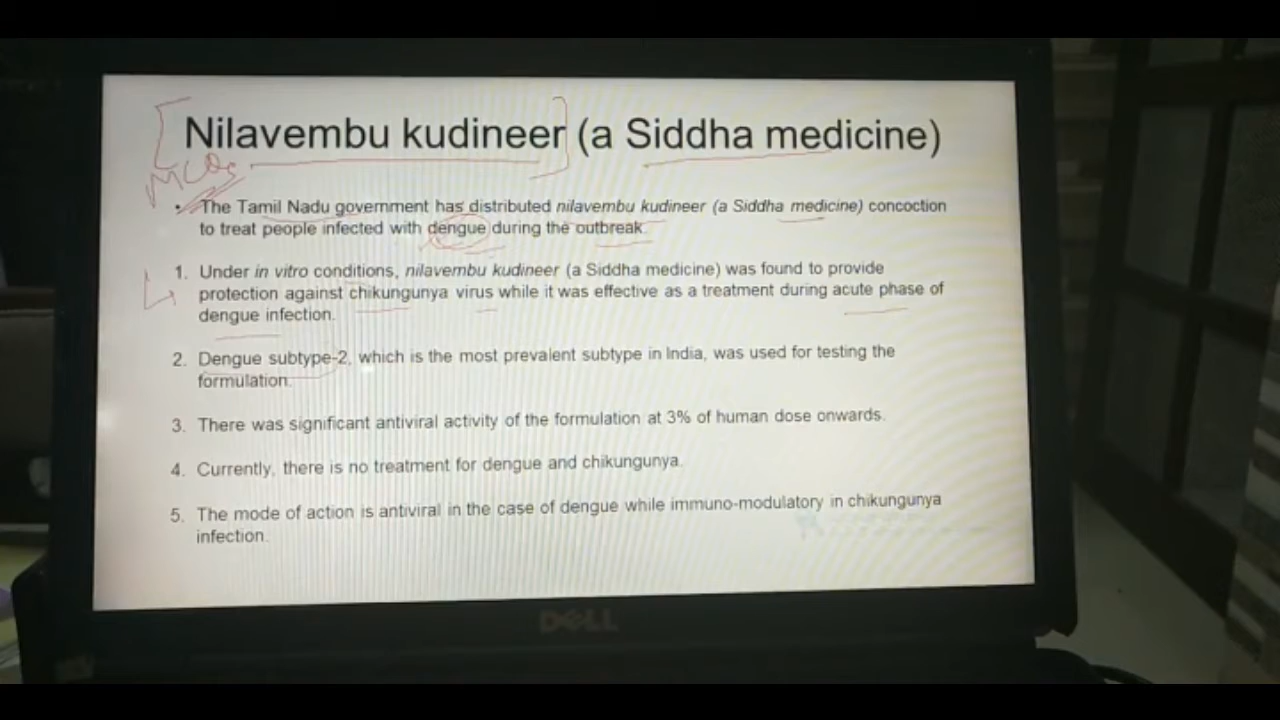 Nilavembu kudineer (a Siddha medicine)
MCQs
• The Tamil Nadu government has distributed nilavembu kudineer (a Siddha medicine) concoction
to treat people infected with dengue during the outbreak.
1. Under in vitro conditions, nilavembu kudineer (a Siddha medicine) was found to provide
protection against chikungunya virus while it was effective as a treatment during acute phase of
dengue infection.
2. Dengue subtype-2, which is the most prevalent subtype in India, was used for testing the
formulation.
3. There was significant antiviral activity of the formulation at 3% of human dose onwards.
4. Currently, there is no treatment for dengue and chikungunya.
5. The mode of action is antiviral in the case of dengue while immuno-modulatory in chikungunya
infection.
DELL